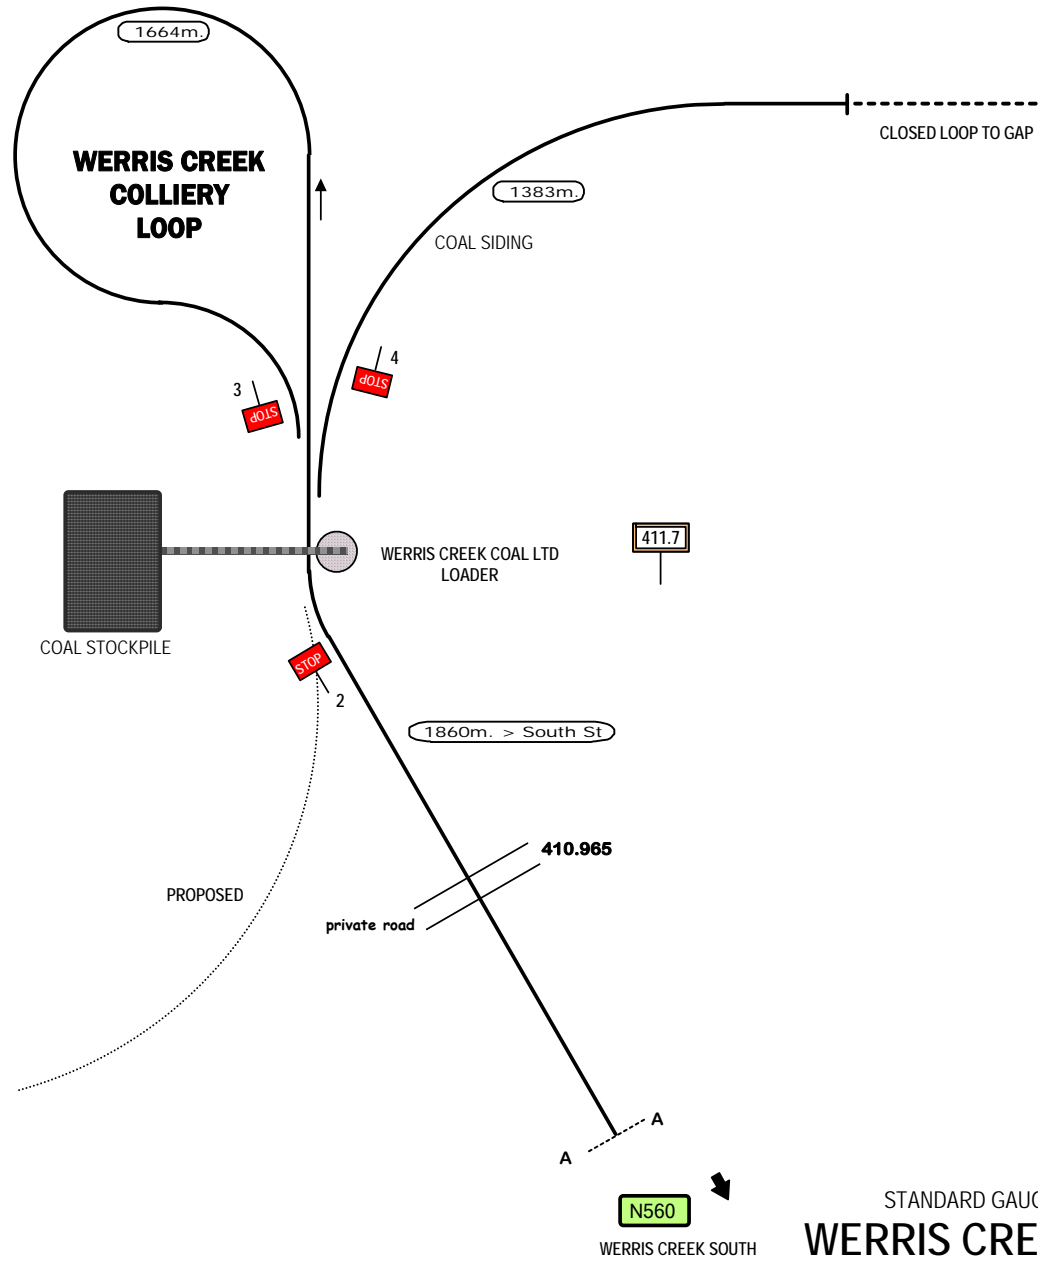 1664m.
CLOSED LOOP TO GAP
WERRIS CREEK
COLLIERY
LOOP
1383m.
COAL SIDING
4
STOP
3
STOP
411.7
WERRIS CREEK COAL LTD
LOADER
COAL STOCKPILE
STOP
2
1860m. > South St
410.965
PROPOSED
private road
A
A
N560
WERRIS CREEK SOUTH
STANDARD GAUG
WERRIS CRE